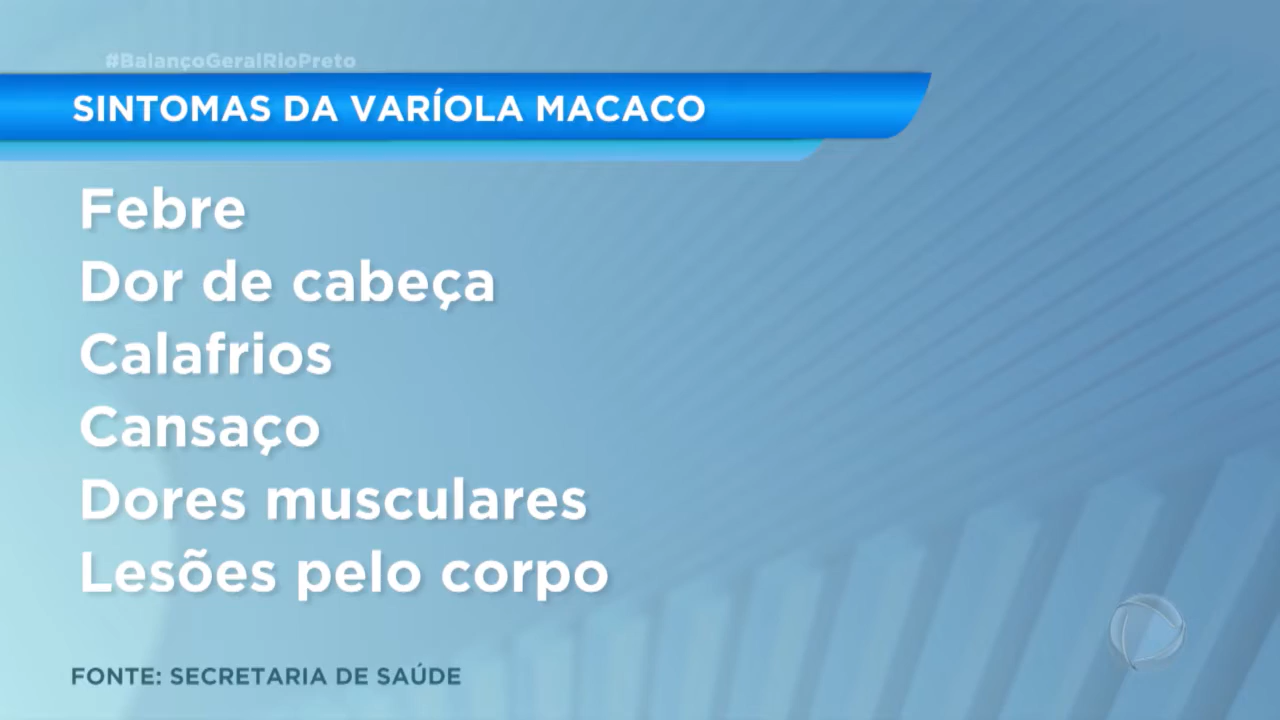 #BalançoGeralRioPreto
SINTOMAS DA VARÍOLA MACACO
Febre
Dor de cabeça
Calafrios
Cansaço
Dores musculares
Lesões pelo corpo
FONTE: SECRETARIA DE SAÚDE